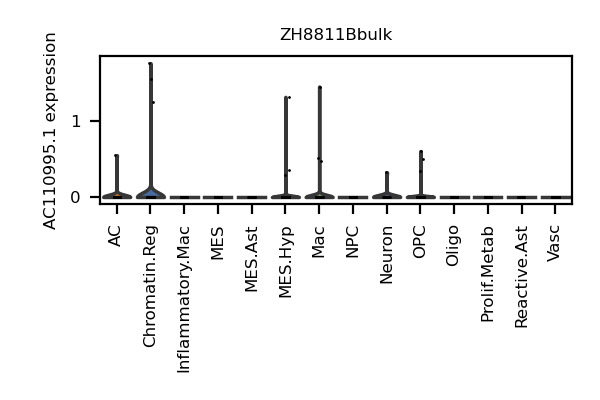 ZH8811Bbulk
AC110995.1 expression
1
0
AC
Chromatin.Reg
Inflammatory.Mac
MES
MES.Ast
MES.Hyp
Mac
NPC
Neuron
OPC
Oligo
Prolif.Metab
Reactive.Ast
Vasc